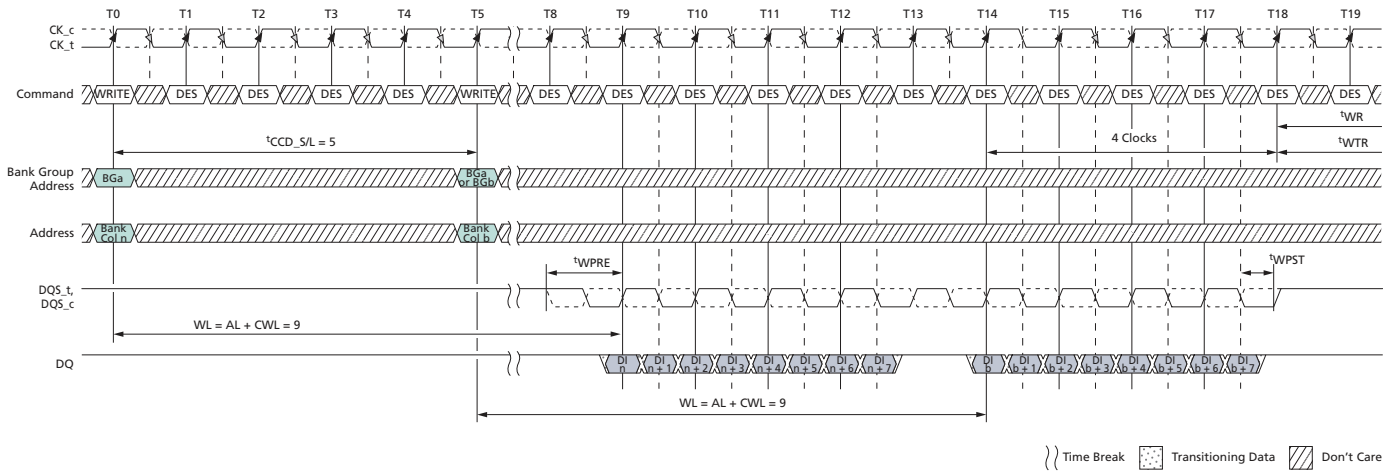 T0 T1 T2 T3 T4 T5 T8 T9 T10 T11 T12 T13 T14 T15 T16 T17 T18 T19
CK_c
CK_t
Command WRITE DES DES DES DES WRITE DES DES DES DES DES DES DES DES DES DES DES DES
tWR
tCCD_S/L = 5 4 Clocks tWTR
Bank Group
Address BGa BGa
or BGb
Address Bank
Col n Bank
Col b
tWPRE tWPST
DQS_t,
DQS_c
WL = AL + CWL = 9
DQ DI
n DI
n + 1 DI
n + 2 DI
n + 3 DI
n + 4 DI
n + 5 DI
n + 6 DI
n + 7 DI
b DI
b + 1 DI
b + 2 DI
b + 3 DI
b + 4 DI
b + 5 DI
b + 6 DI
b + 7
WL = AL + CWL = 9
Time Break Transitioning Data Don't Care